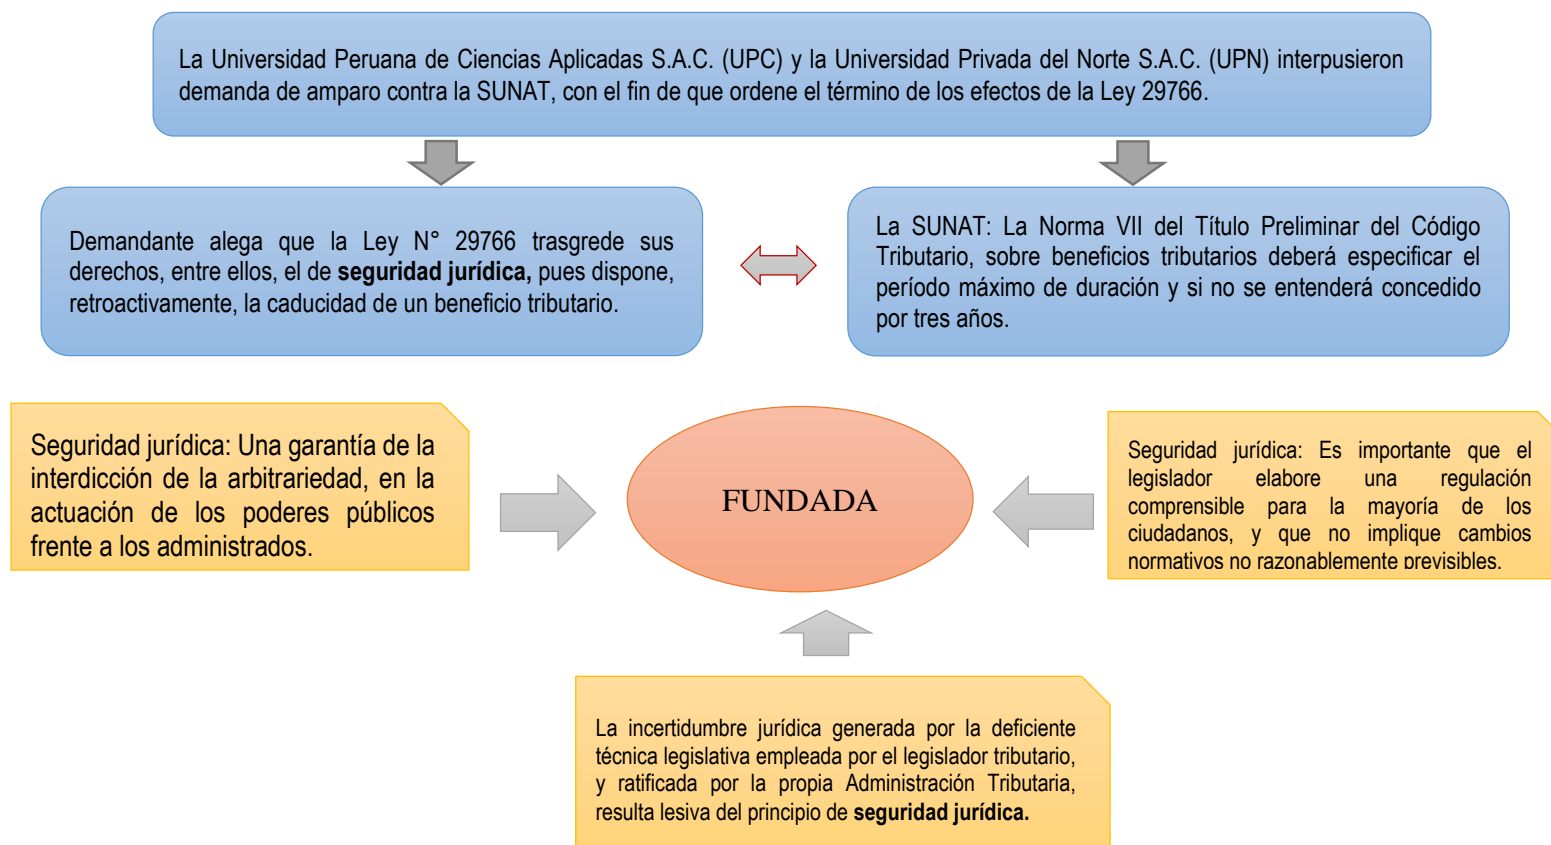 La Universidad Peruana de Ciencias Aplicadas S.A.C. (UPC) y la Universidad Privada del Norte S.A.C. (UPN) interpusieron
demanda de amparo contra la SUNAT, con el fin de que ordene el término de los efectos de la Ley 29766.
Demandante alega que la Ley N° 29766 trasgrede sus
derechos, entre ellos, el de seguridad jurídica, pues dispone,
retroactivamente, la caducidad de un beneficio tributario.
La SUNAT: La Norma VII del Título Preliminar del Código
Tributario, sobre beneficios tributarios deberá especificar el
período máximo de duración y si no se entenderá concedido
por tres años.
Seguridad jurídica: Una garantía de la
interdicción de la arbitrariedad, en la
actuación de los poderes públicos
frente a los administrados.
FUNDADA
Seguridad jurídica: Es importante que el
legislador elabore una regulación
comprensible para la mayoría de los
ciudadanos, y que no implique cambios
normativos no razonablemente previsibles.
La incertidumbre jurídica generada por la deficiente
técnica legislativa empleada por el legislador tributario,
y ratificada por la propia Administración Tributaria,
resulta lesiva del principio de seguridad jurídica.